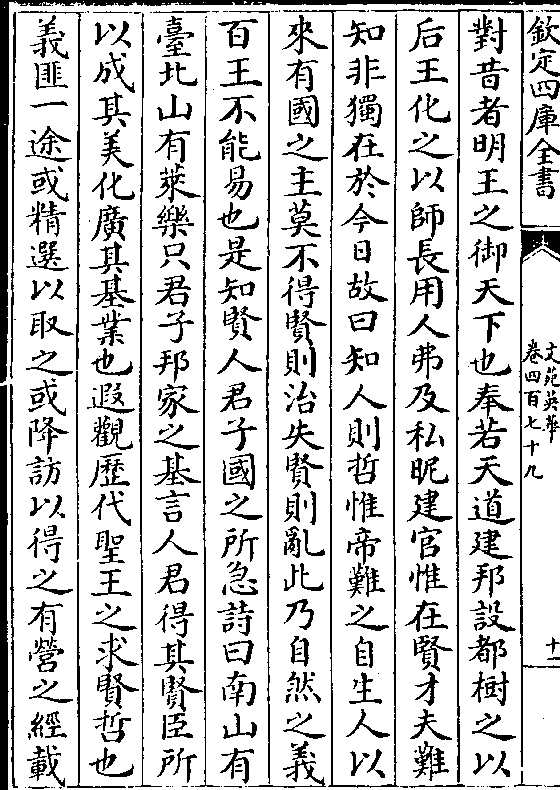 欽定四庫全書
文苑英華
卷四百七十九
十一
對昔者明王之御天下也奉若天道建邦設都樹之以
后王化之以師長用人弗及私昵建官惟在賢才夫難
知非獨在於今日故曰知人則哲惟帝難之自生人以
來有國之主莫不得賢則治失賢則亂此乃自然之義
百王不能易也是知賢人君子國之所急詩曰南山有
臺北山有萊樂只君子邦家之基言人君得其賢臣所
以成其美化廣其基業也遐觀歴代聖王之求賢哲也
義匪一途或精選以取之或降訪以得之有營之經載